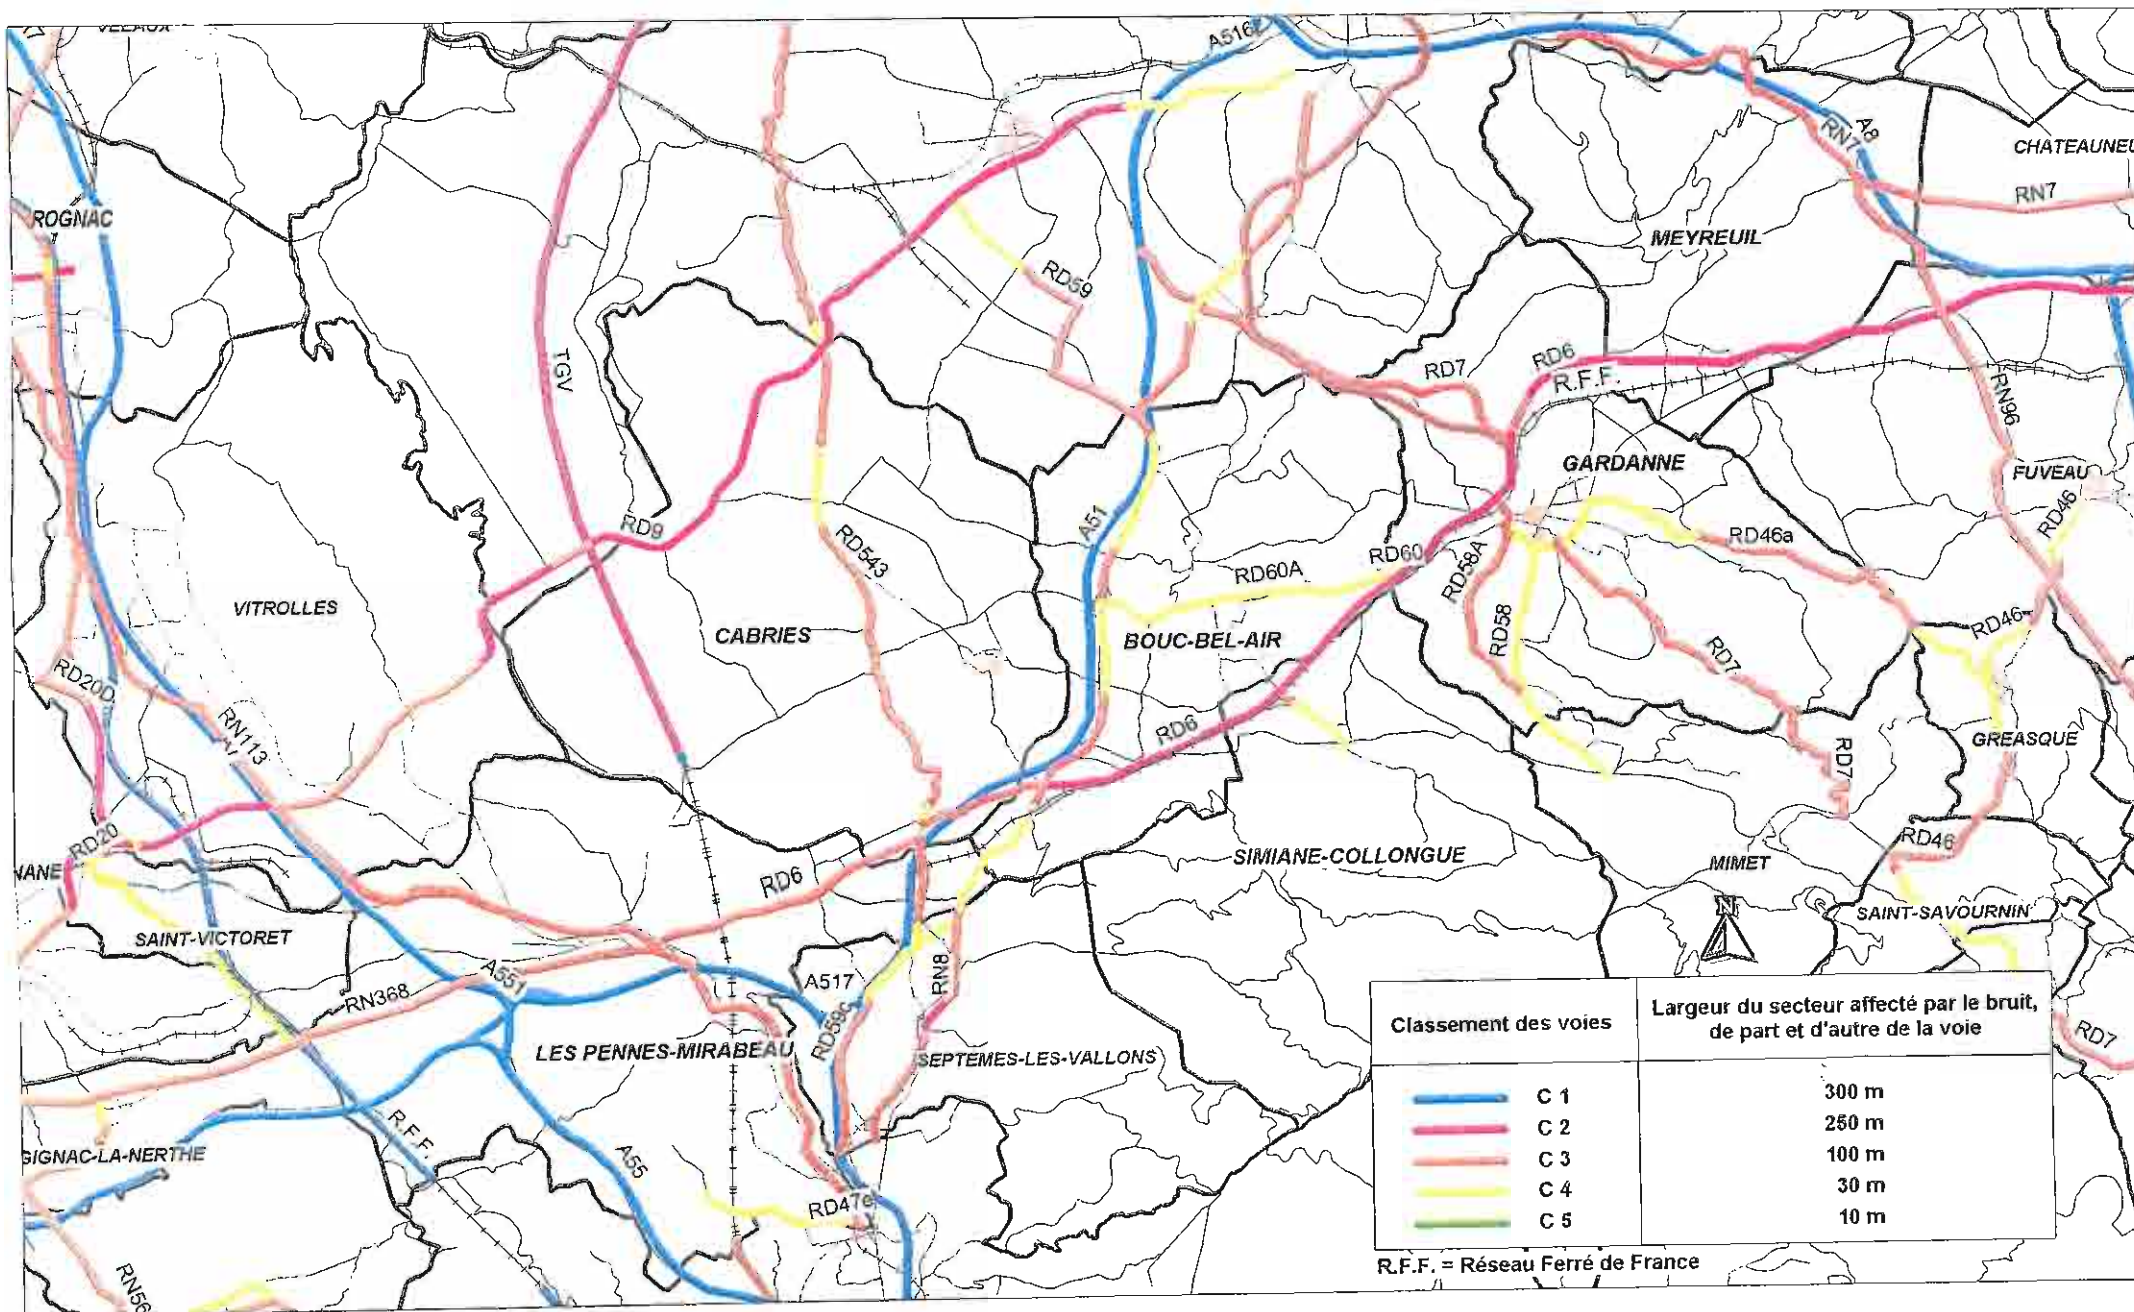 VELAUX
A516
A8
RN7
CHATEAUNEU
RN7
ROGNAC
MEYREUIL
RD59
TGV
RD7
RD6
R.F.F.
RN96
GARDANNE
FUVEAU
RD46
A51
RD9
RD543
RD60
RD46a
RD60A
RD58A
VITROLLES
CABRIES
BOUC-BEL-AIR
RD58
RD46
RD7
RD20D
RN113
RD6
GREASQUE
RD7
RD20
NANE
RD6
SIMIANE-COLLONGUE
MIMET
RD46
N
SAINT-VICTORET
SAINT-SAVOURNIN
A551
A517
RN8
RN368
RD59c
LES PENNES-MIRABEAU
SEPTEMES-LES-VALLONS
RD7
R.F.F.
GIGNAC-LA-NERTHE
A55
RD47e
RN56
Classement des voies
Largeur du secteur affecté par le bruit,
de part et d'autre de la voie
C 1 300 m
C 2 250 m
C 3 100 m
C 4 30 m
C 5 10 m
R.F.F. = Réseau Ferré de France